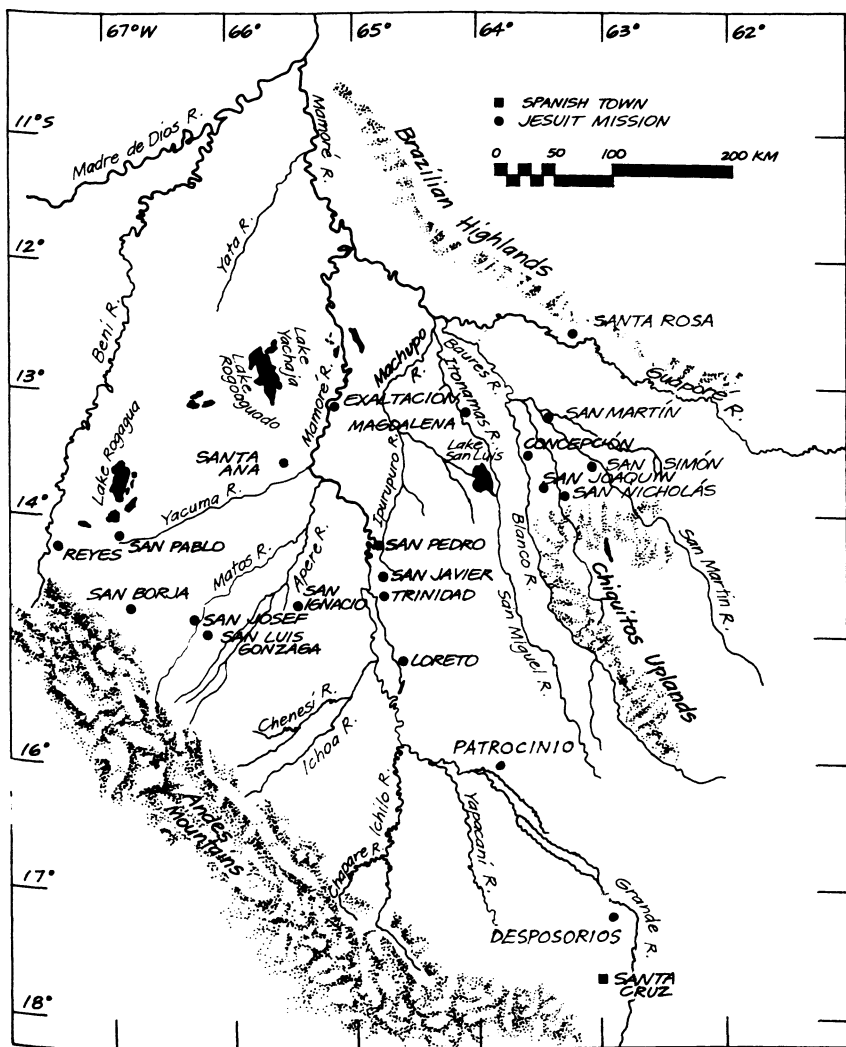 67°W 66° 65° 64° 63° 62°
■ SPANISH TOWN
● JESUIT MISSION
0 50 100 200 KM
11°S
Madre de Dios R.
Mamoré R.
Brazilian Highlands
12°
Yata R.
Beni R.
SANTA ROSA
Guaporé R.
13°
Lake Yachaja
Lake Rogoaguado
Mamoré R.
Machupo R.
Baures R.
Itonamas R.
EXALTACIÓN
MAGDALENA
SAN MARTÍN
Lake Rogagua
SANTA ANA
Lake San Luis
CONCEPCIÓN
SAN SIMÓN
SAN JOAQUIN
SAN NICHOLÁS
Ipurupuro R.
14°
Yacuma R.
REYES
SAN PABLO
Matos R.
Apere R.
SAN PEDRO
Blanco R.
San Martin R.
SAN BORJA
SAN IGNACIO
SAN JAVIER
TRINIDAD
SAN JOSEF
SAN LUIS GONZAGA
San Miguel R.
Chiquitos Uplands
LORETO
Chenesí R.
Ichoa R.
16°
PATROCINIO
Andes Mountains
Ichilo R.
Chapare R.
Yapacaní R.
17°
Grande R.
DESPOSORIOS
SANTA CRUZ
18°